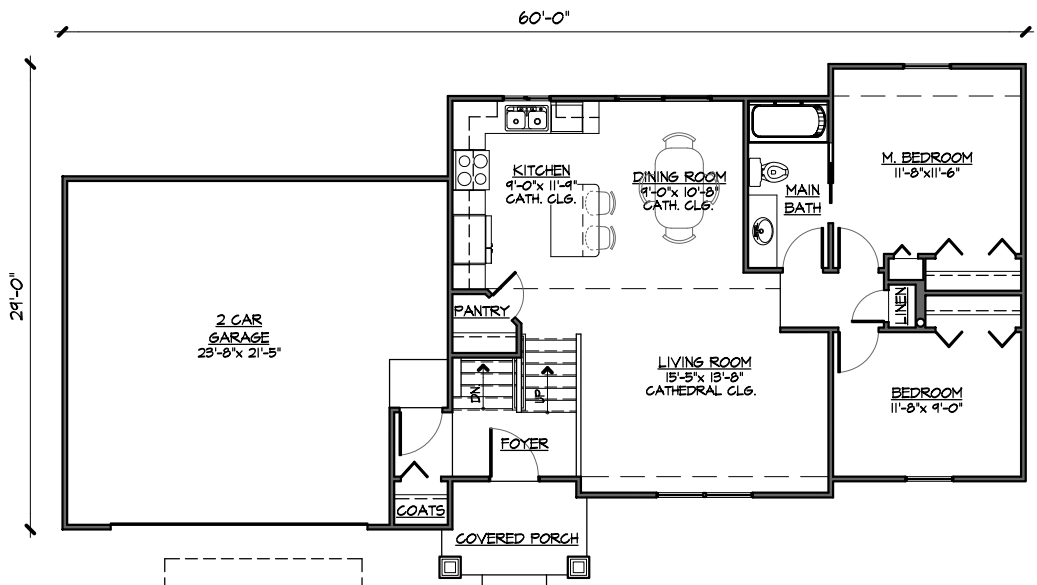 60'-0"
29'-0"
KITCHEN
9'-0"x 11'-9"
CATH. CLG.
DINING ROOM
9'-0"x 10'-8"
CATH. CLG.
MAIN
BATH
M. BEDROOM
11'-8"x11'-6"
2 CAR
GARAGE
23'-8"x 21'-5"
PANTRY
LINEN
LIVING ROOM
15'-5"x 13'-8"
CATHEDRAL CLG.
BEDROOM
11'-8"x 9'-0"
DN
UP
FOYER
COATS
COVERED PORCH